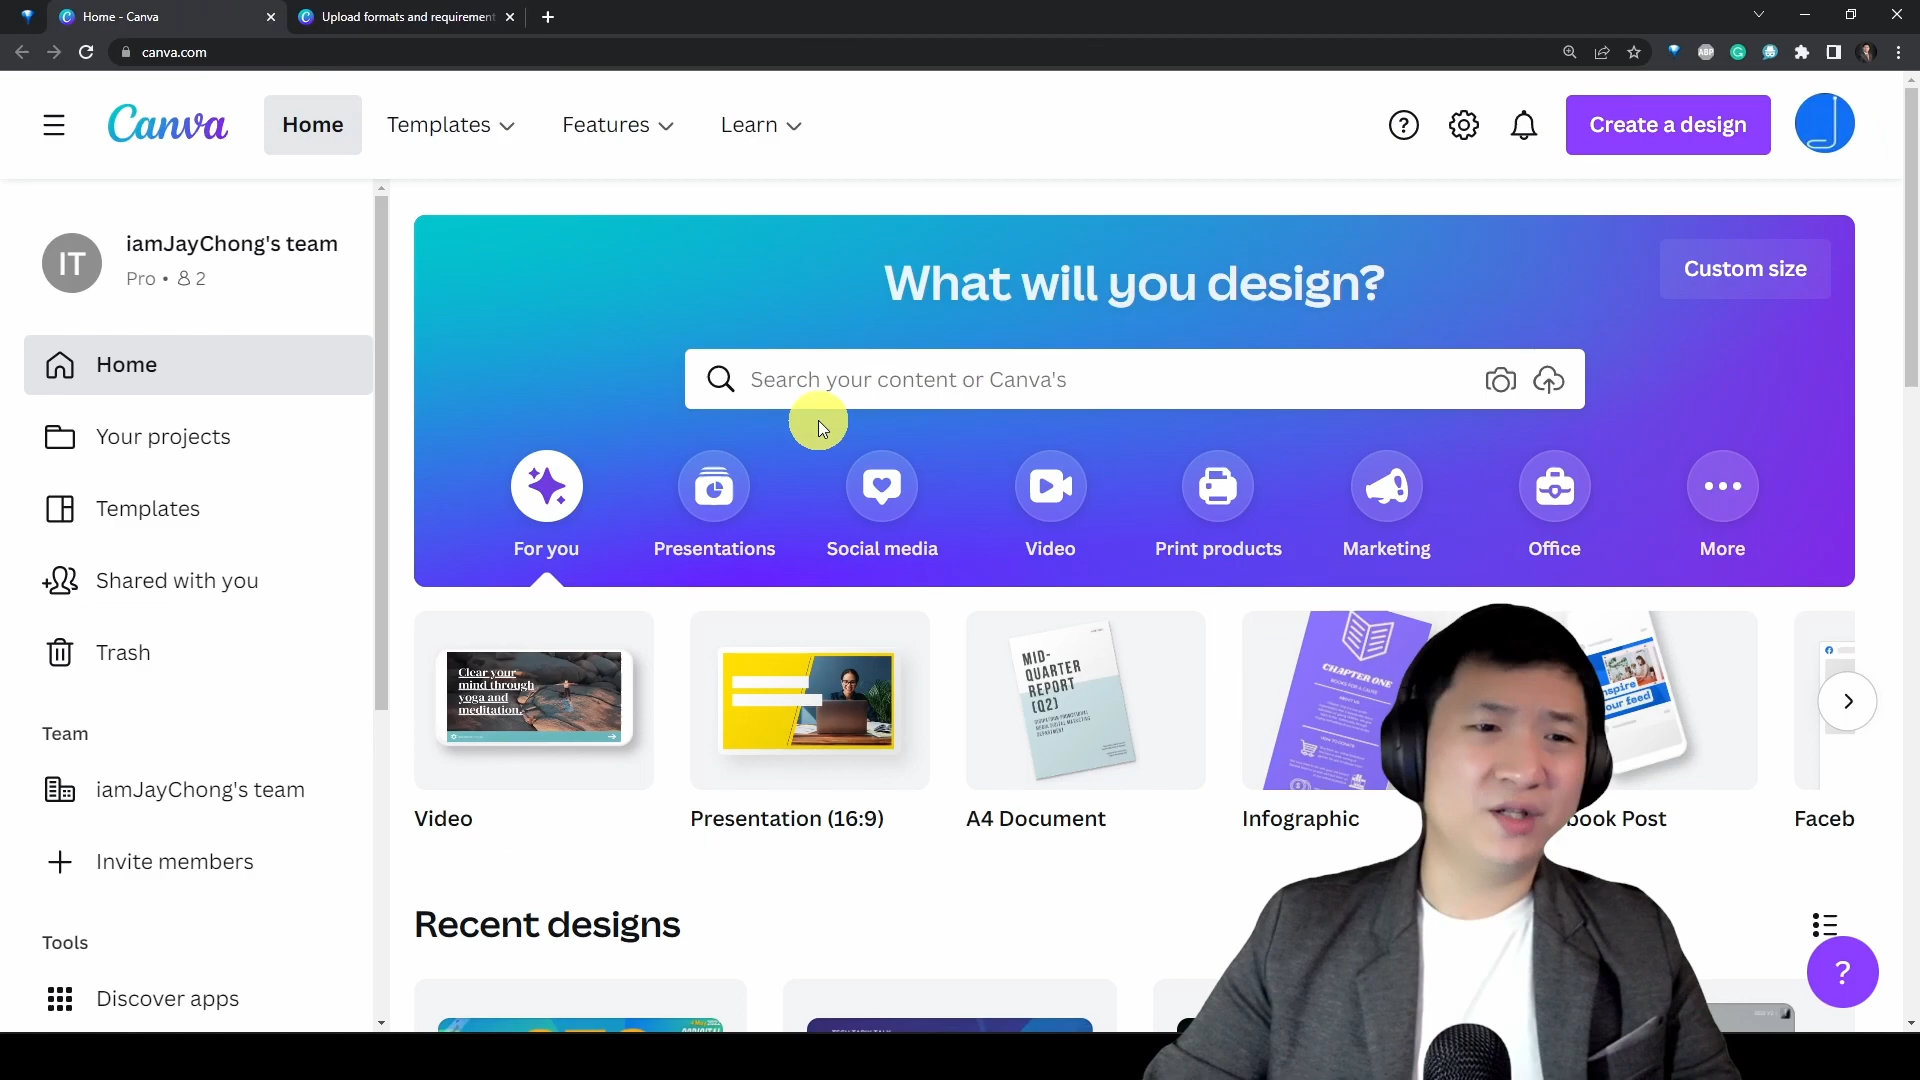 Home - Canva
Upload formats and requirement
canva.com
Canva
Home
Templates
Features
Learn
Create a design
IT
iamJayChong's team
Pro • 2
Home
Your projects
Templates
Shared with you
Trash
Team
iamJayChong's team
Invite members
Tools
Discover apps
What will you design?
Custom size
Search your content or Canva's
For you
Presentations
Social media
Video
Print products
Marketing
Office
More
Clear your
mind through
yoga and
meditation.
MID-
QUARTER
REPORT
(Q2)
CHAPTER ONE
nspire
our feed
Video
Presentation (16:9)
A4 Document
Infographic
book Post
Faceb
Recent designs
?